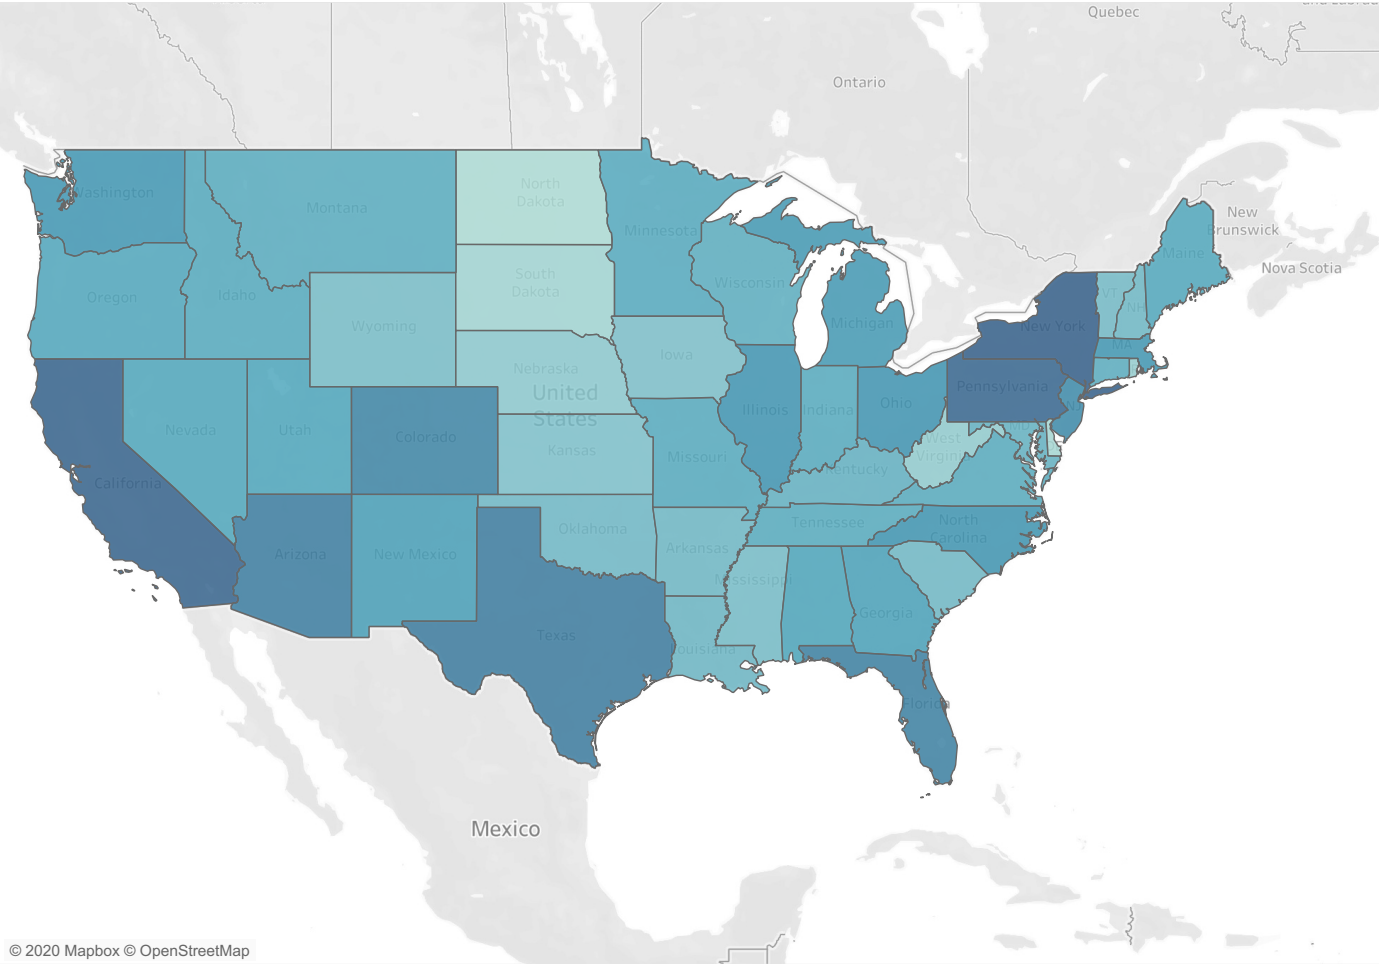 Quebec
Ontario
Washington
Montana
North
Dakota
Minnesota
New
Brunswick
Nova Scotia
Maine
Oregon
Idaho
South
Dakota
Wisconsin
VT
NH
Wyoming
Michigan
New York
MA
Iowa
Nebraska
United
States
Pennsylvania
Illinois
Indiana
Ohio
NJ
Nevada
Utah
Colorado
MD
West
Virginia
Kansas
Missouri
Kentucky
California
Oklahoma
Tennessee
North
Carolina
Arizona
New Mexico
Arkansas
Mississippi
Georgia
Texas
Louisiana
Florida
Mexico
© 2020 Mapbox © OpenStreetMap